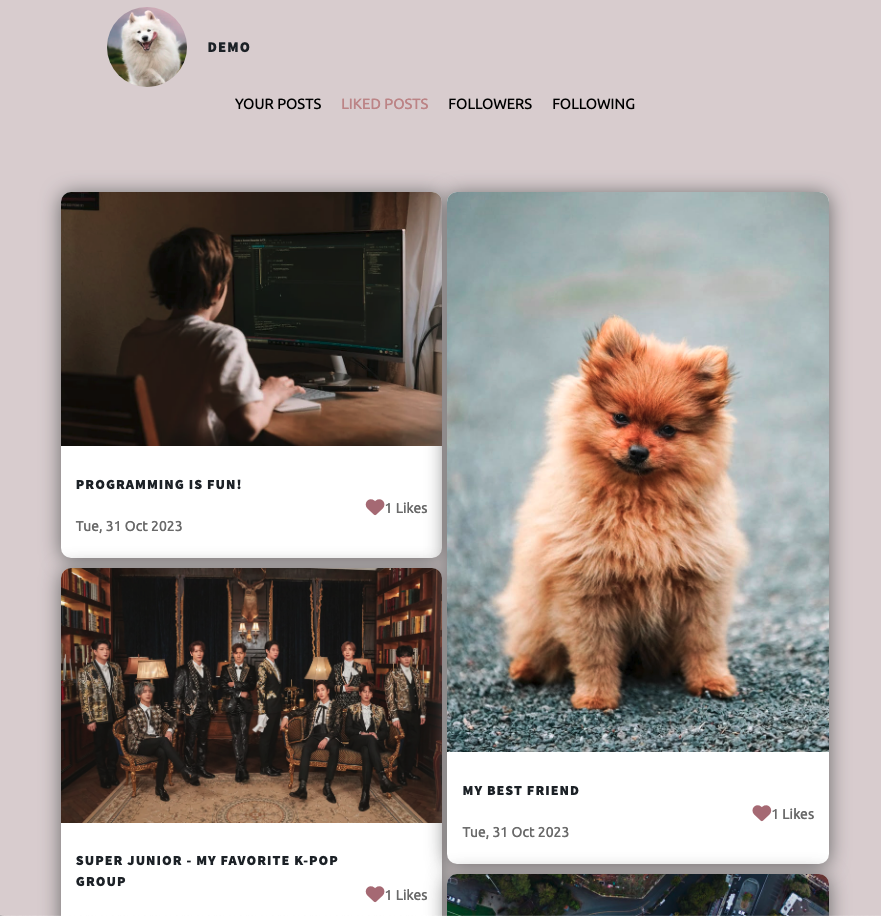 DEMO
YOUR POSTS LIKED POSTS FOLLOWERS FOLLOWING
PROGRAMMING IS FUN!
1 Likes
Tue, 31 Oct 2023
MY BEST FRIEND
1 Likes
Tue, 31 Oct 2023
SUPER JUNIOR - MY FAVORITE K-POP
GROUP
1 Likes